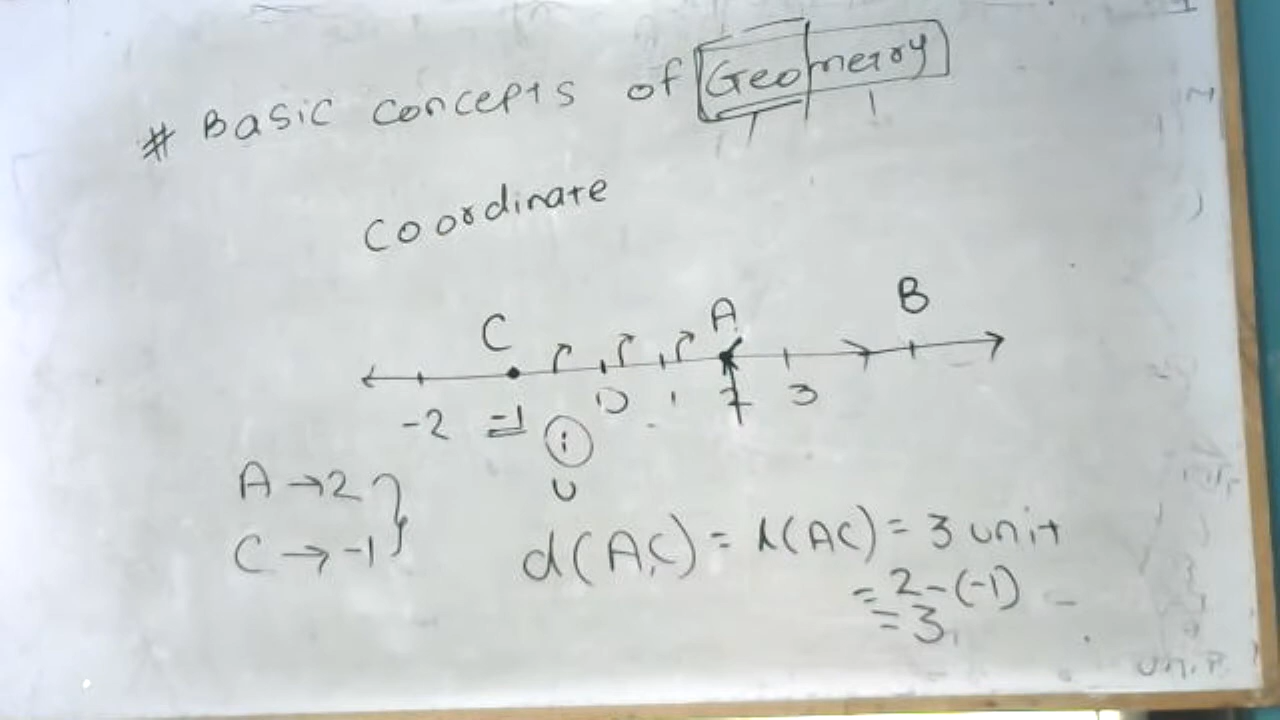 # Basic concepts of Geometry
Coordinate
C A B
-2 -1 0 1 2 3
A → 2
C → -1
d(A,C) = l(AC) = 3 unit
= 2-(-1)
= 3